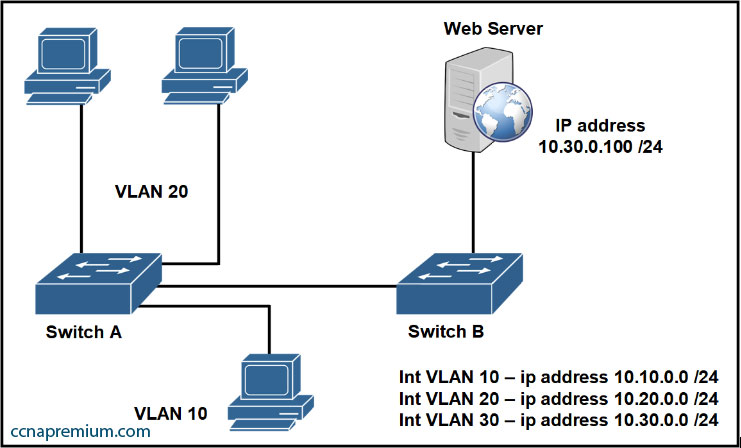 Web Server
IP address
10.30.0.100 /24
VLAN 20
Switch A
Switch B
VLAN 10
Int VLAN 10 – ip address 10.10.0.0 /24
Int VLAN 20 – ip address 10.20.0.0 /24
Int VLAN 30 – ip address 10.30.0.0 /24
ccnapremium.com